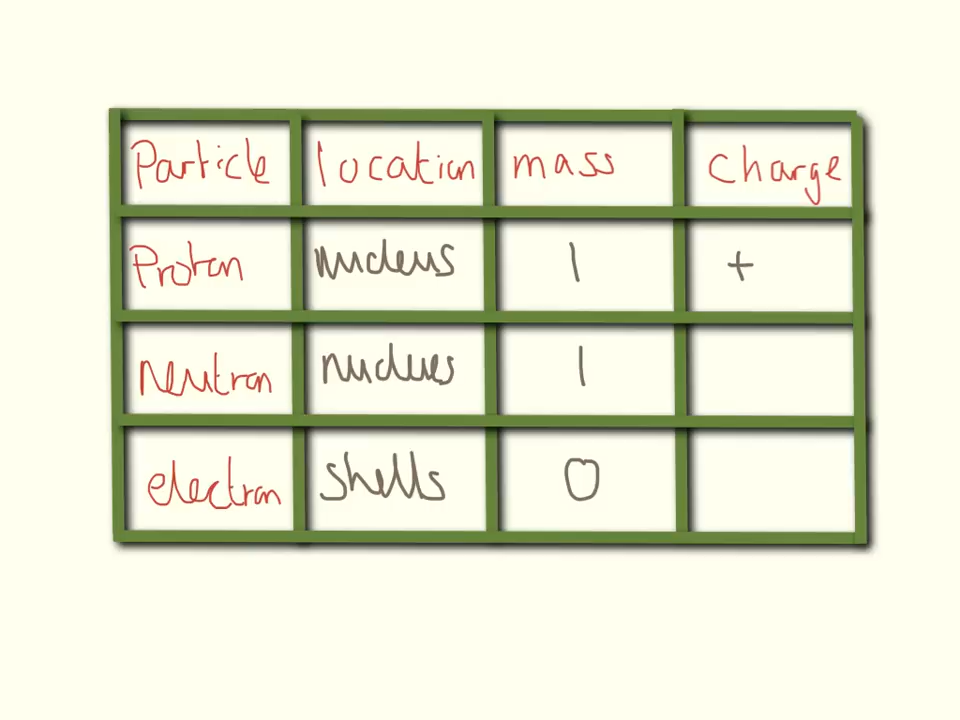 Particle location mass charge
Proton nucleus 1 +
Neutron nucleus 1
electron shells 0